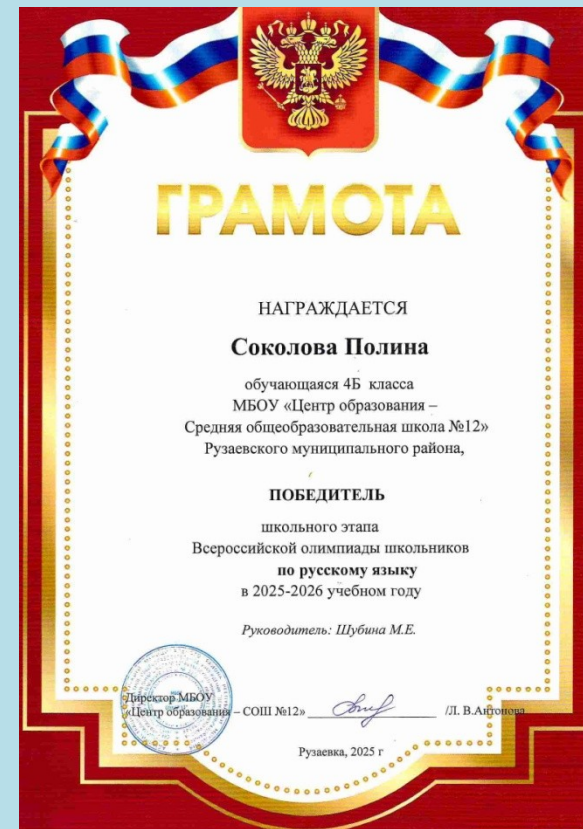 ГРАМОТА
НАГРАЖДАЕТСЯ
Соколова Полина
обучающаяся 4Б класса
МБОУ «Центр образования –
Средняя общеобразовательная школа №12»
Рузаевского муниципального района,
ПОБЕДИТЕЛЬ
школьного этапа
Всероссийской олимпиады школьников
по русскому языку
в 2025-2026 учебном году
Руководитель: Шубина М.Е.
Директор МБОУ
«Центр образования – СОШ №12» /Л. В.Антонова
Рузаевка, 2025 г